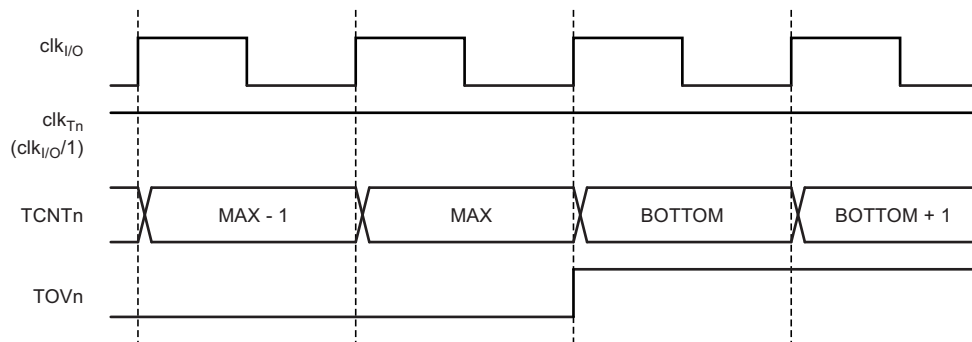 clkI/O
clkTn
(clkI/O/1)
TCNTn MAX - 1 MAX BOTTOM BOTTOM + 1
TOVn